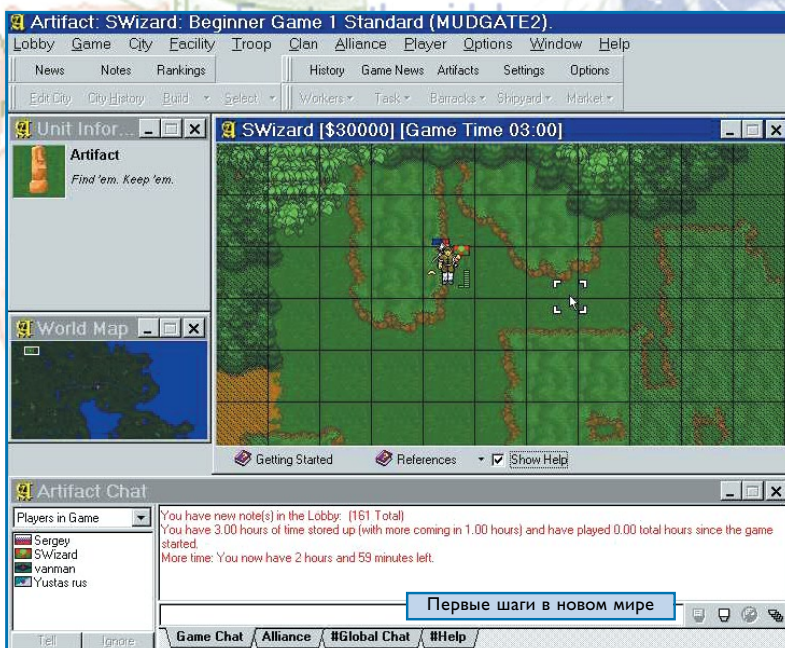 Artifact: SWizard: Beginner Game 1 Standard (MUDGATE2).
Lobby Game City Facility Troop Clan Alliance Player Options Window Help
News Notes Rankings History Game News Artifacts Settings Options
Edit City City History Build Select Workers Task Barracks Shipyard Market
Unit Infor...
Artifact
Find 'em. Keep 'em.
SWizard [$30000] [Game Time 03:00]
World Map
Getting Started References Show Help
Artifact Chat
Players in Game
Sergey
SWizard
vanman
Yustas rus
You have new note(s) in the Lobby: (161 Total)
You have 3.00 hours of time stored up (with more coming in 1.00 hours) and have played 0.00 total hours since the game
started.
More time: You now have 2 hours and 59 minutes left.
Первые шаги в новом мире
Tell Ignore
Game Chat Alliance #Global Chat #Help